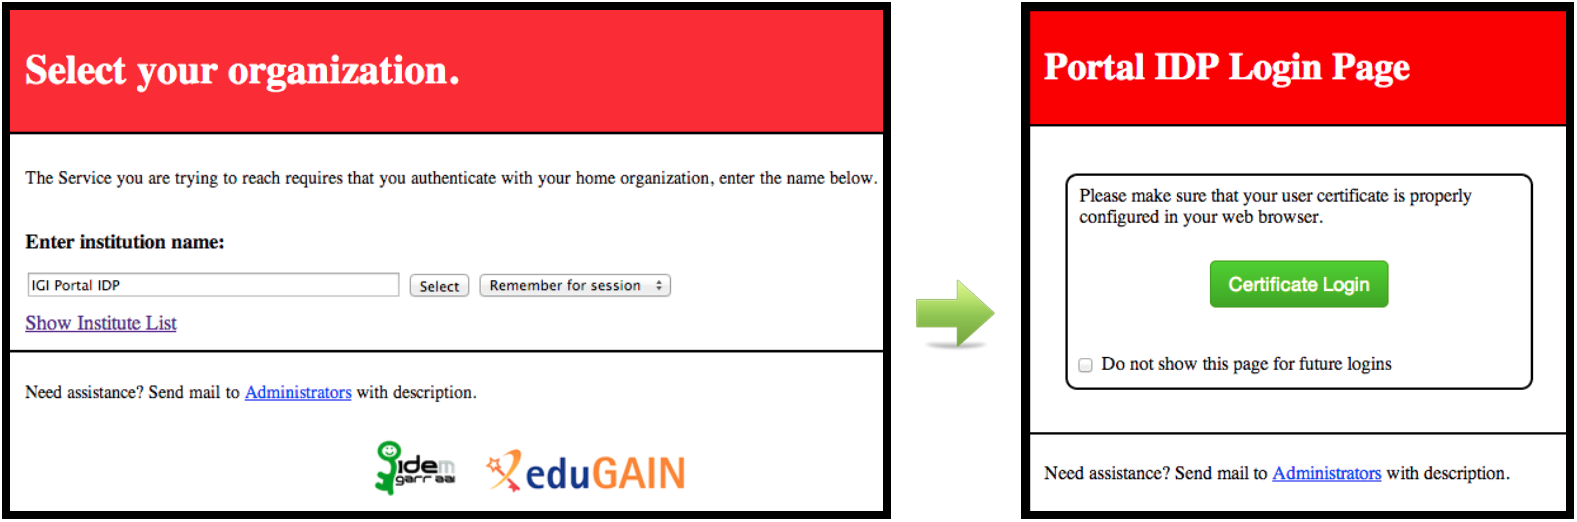 Select your organization.
The Service you are trying to reach requires that you authenticate with your home organization, enter the name below.
Enter institution name:
IGI Portal IDP
Select
Remember for session
Show Institute List
Need assistance? Send mail to Administrators with description.
idem
garr aai
eduGAIN
Portal IDP Login Page
Please make sure that your user certificate is properly
configured in your web browser.
Certificate Login
Do not show this page for future logins
Need assistance? Send mail to Administrators with description.